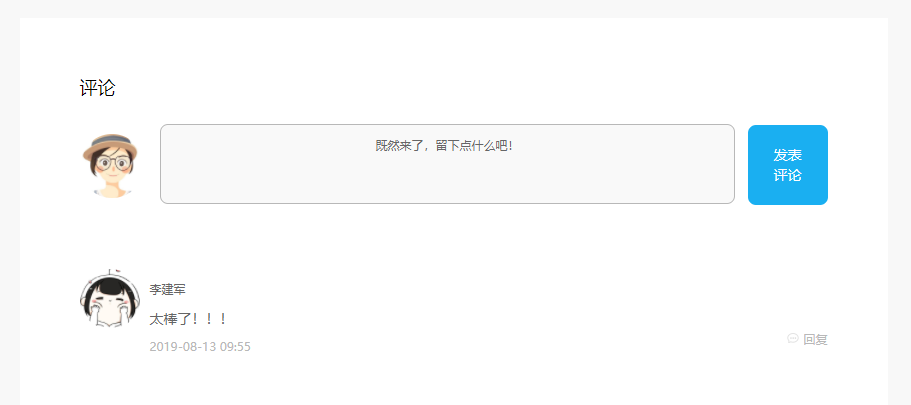 评论
既然来了，留下点什么吧！
发表
评论
李建军
太棒了！！！
2019-08-13 09:55
回复